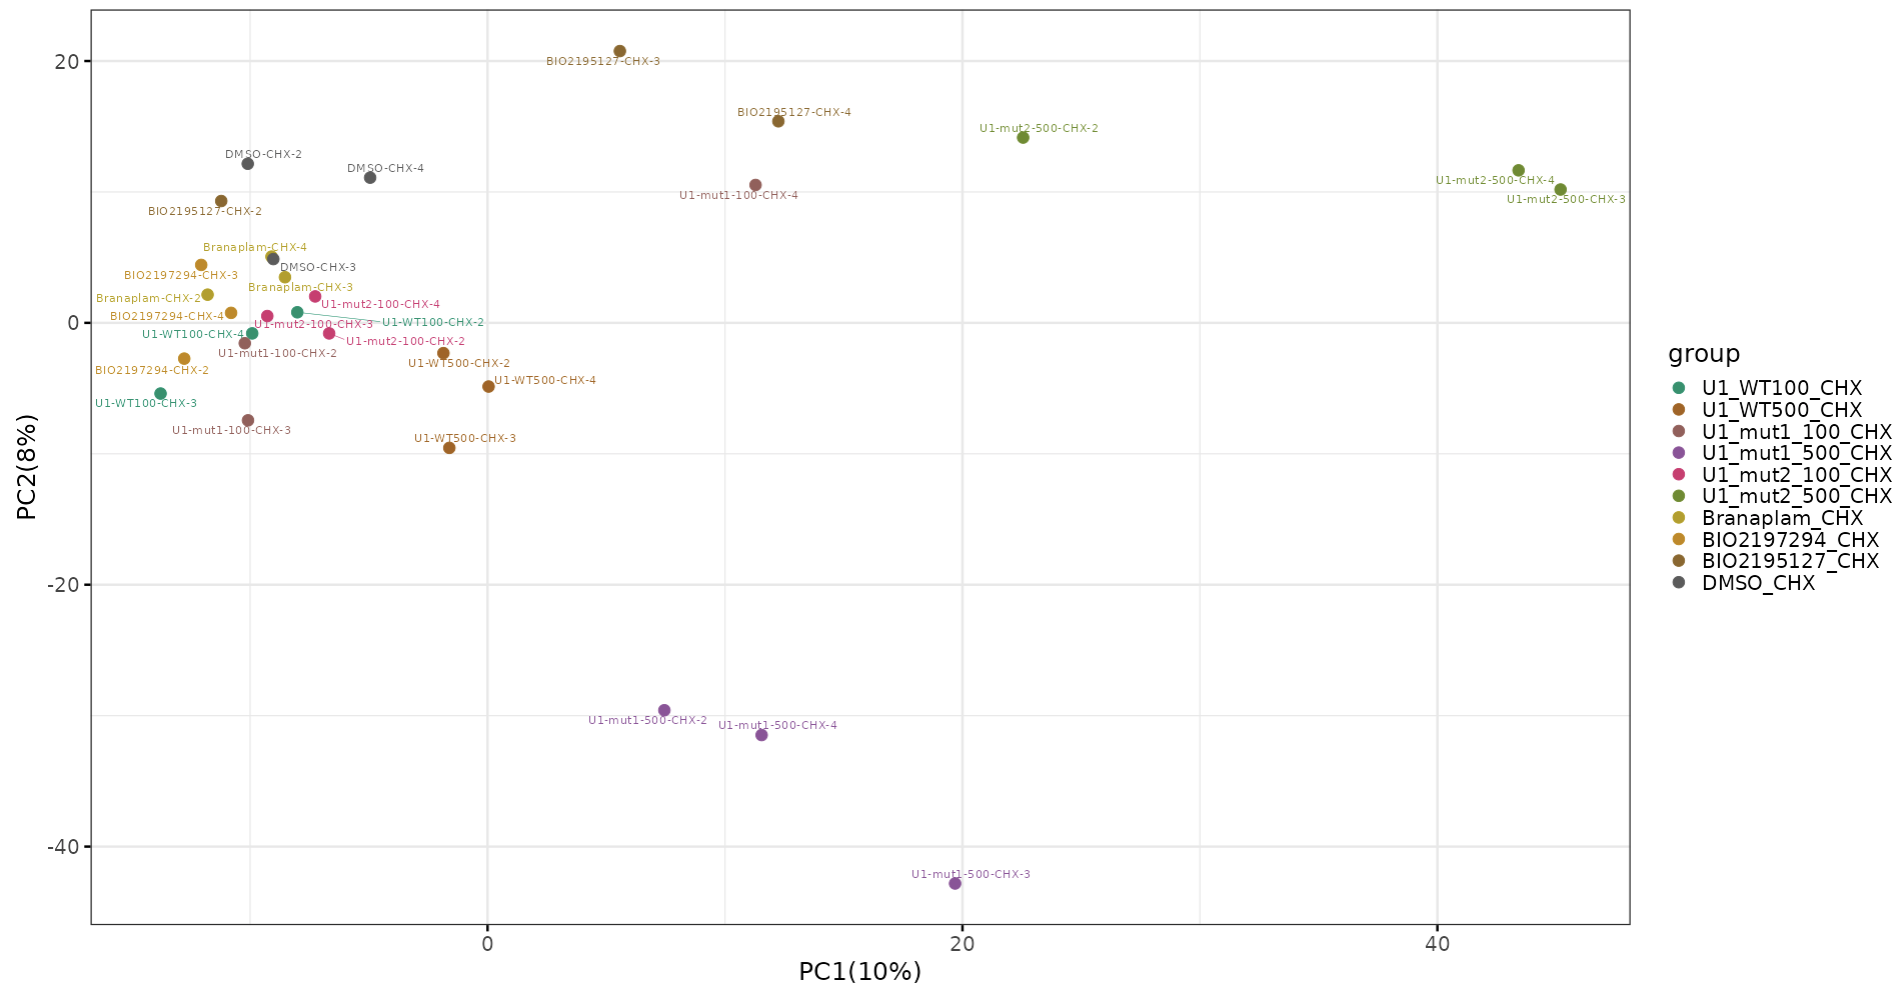 20
BIO2195127-CHX-3
BIO2195127-CHX-4
U1-mut2-500-CHX-2
DMSO-CHX-2
DMSO-CHX-4
U1-mut2-500-CHX-4
U1-mut1-100-CHX-4
U1-mut2-500-CHX-3
BIO2195127-CHX-2
Branaplam-CHX-4
DMSO-CHX-3
BIO2197294-CHX-3
Branaplam-CHX-3
Branaplam-CHX-2
U1-mut2-100-CHX-4
BIO2197294-CHX-4
0
U1-mut2-100-CHX-3
U1-WT100-CHX-2
U1-WT100-CHX-4
U1-mut2-100-CHX-2
U1-mut1-100-CHX-2
U1-WT500-CHX-2
BIO2197294-CHX-2
U1-WT500-CHX-4
U1-WT100-CHX-3
U1-mut1-100-CHX-3
U1-WT500-CHX-3
-20
U1-mut1-500-CHX-2
U1-mut1-500-CHX-4
-40
U1-mut1-500-CHX-3
0
20
40
PC1(10%)
PC2(8%)
group
U1_WT100_CHX
U1_WT500_CHX
U1_mut1_100_CHX
U1_mut1_500_CHX
U1_mut2_100_CHX
U1_mut2_500_CHX
Branaplam_CHX
BIO2197294_CHX
BIO2195127_CHX
DMSO_CHX